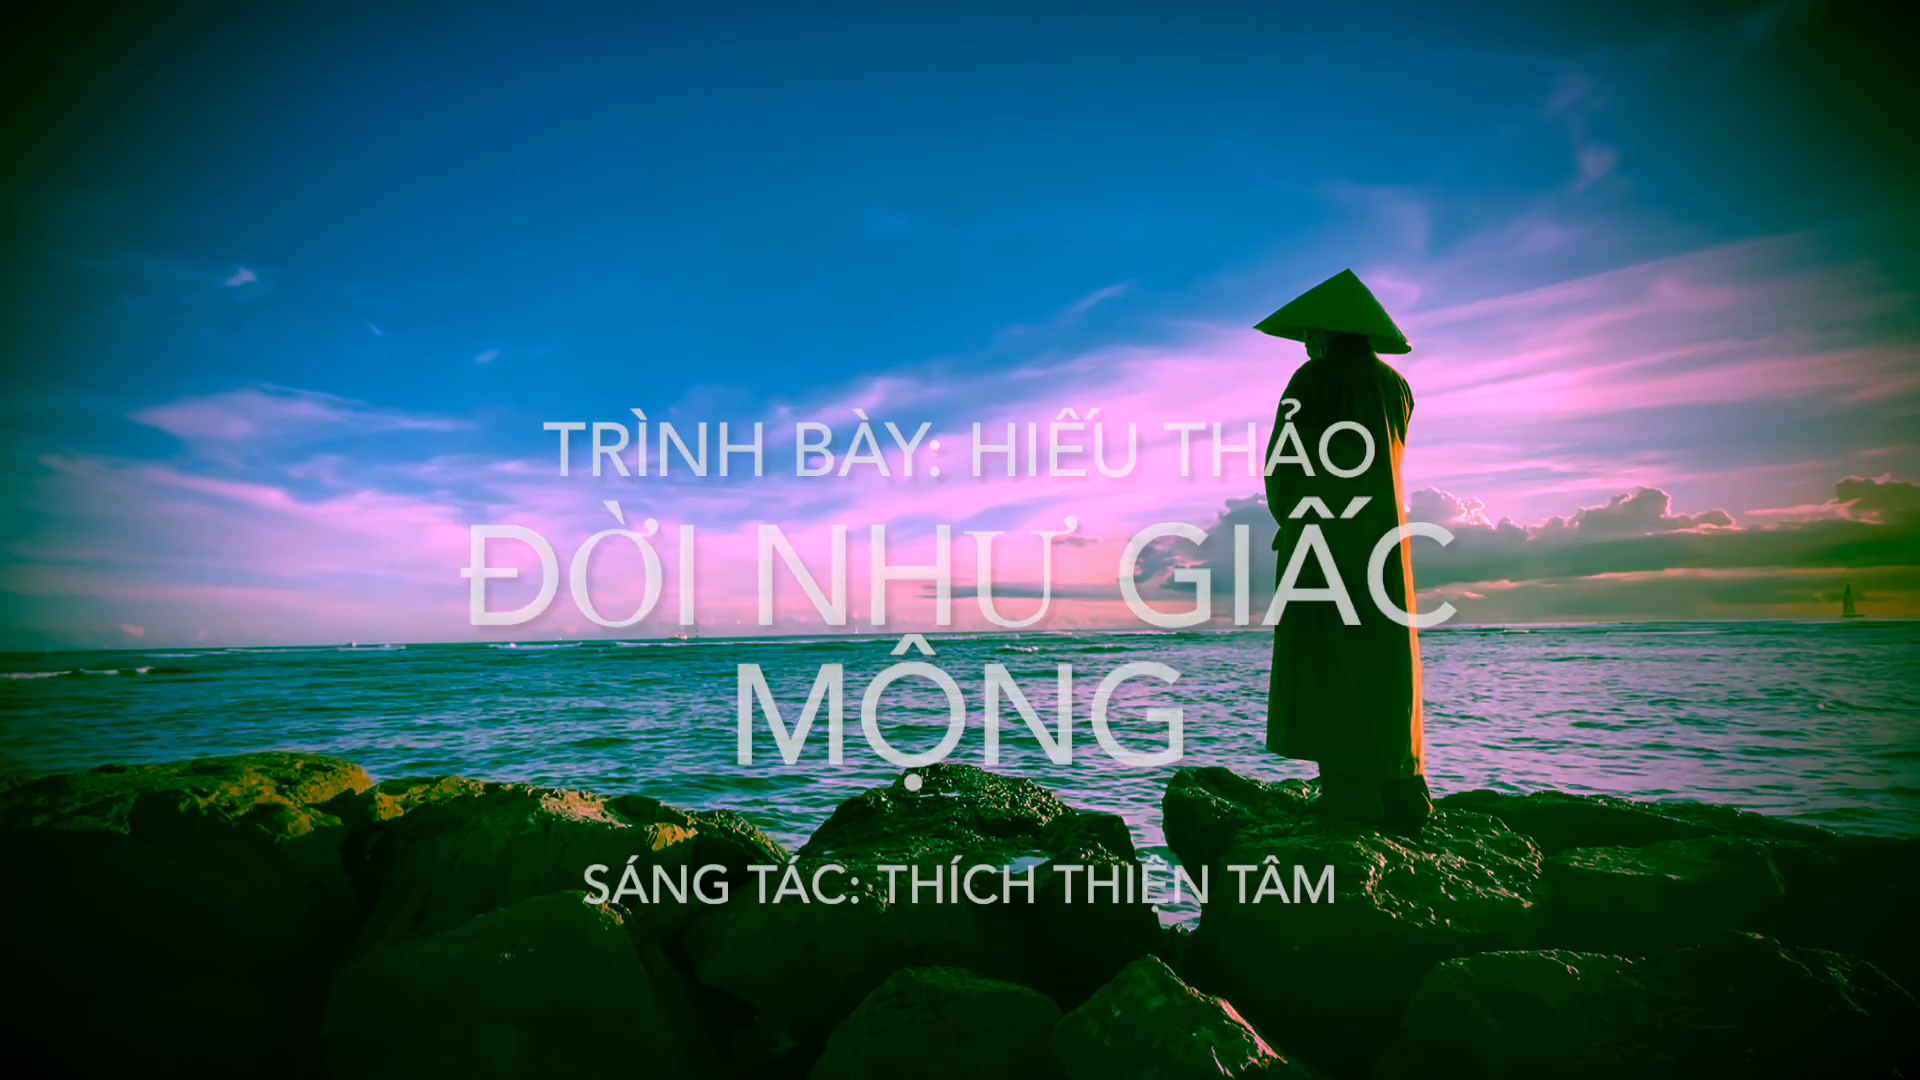 TRÌNH BÀY: HIẾU THẢO
ĐỜI NHƯ GIẤC
MỘNG
SÁNG TÁC: THÍCH THIỆN TÂM